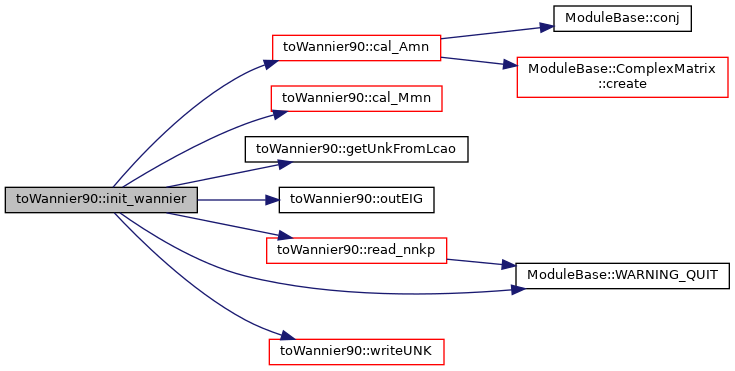 toWannier90::init_wannier
toWannier90::cal_Amn
ModuleBase::conj
ModuleBase::ComplexMatrix
::create
toWannier90::cal_Mmn
toWannier90::getUnkFromLcao
toWannier90::outEIG
toWannier90::read_nnkp
ModuleBase::WARNING_QUIT
toWannier90::writeUNK